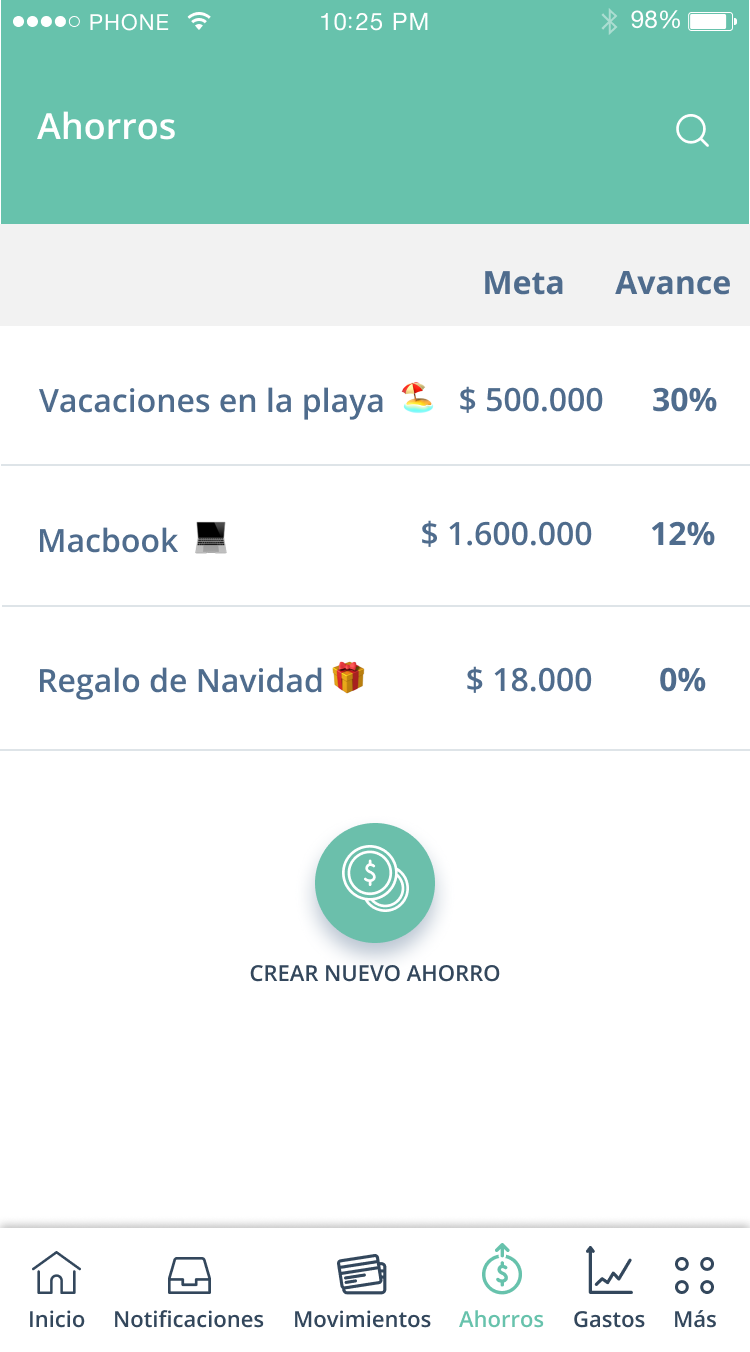 PHONE 10:25 PM 98%
Ahorros
Meta Avance
Vacaciones en la playa $ 500.000 30%
Macbook $ 1.600.000 12%
Regalo de Navidad $ 18.000 0%
$
CREAR NUEVO AHORRO
$
Inicio Notificaciones Movimientos Ahorros Gastos Más